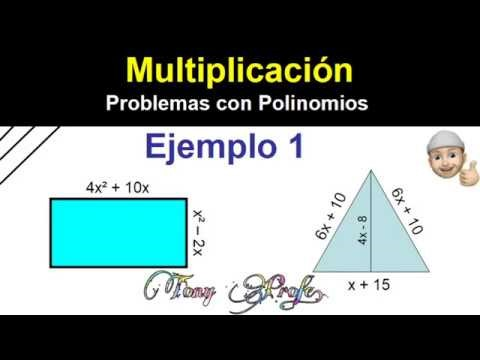 Multiplicación
Problemas con Polinomios
Ejemplo 1
4x² + 10x
x² – 2x
6x + 10
4x - 8
6x + 10
x + 15
Tony Profe